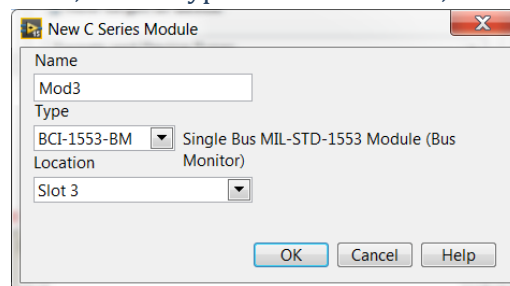 New C Series Module
Name
Mod3
Type
BCI-1553-BM Single Bus MIL-STD-1553 Module (Bus
Monitor)
Location
Slot 3
OK Cancel Help